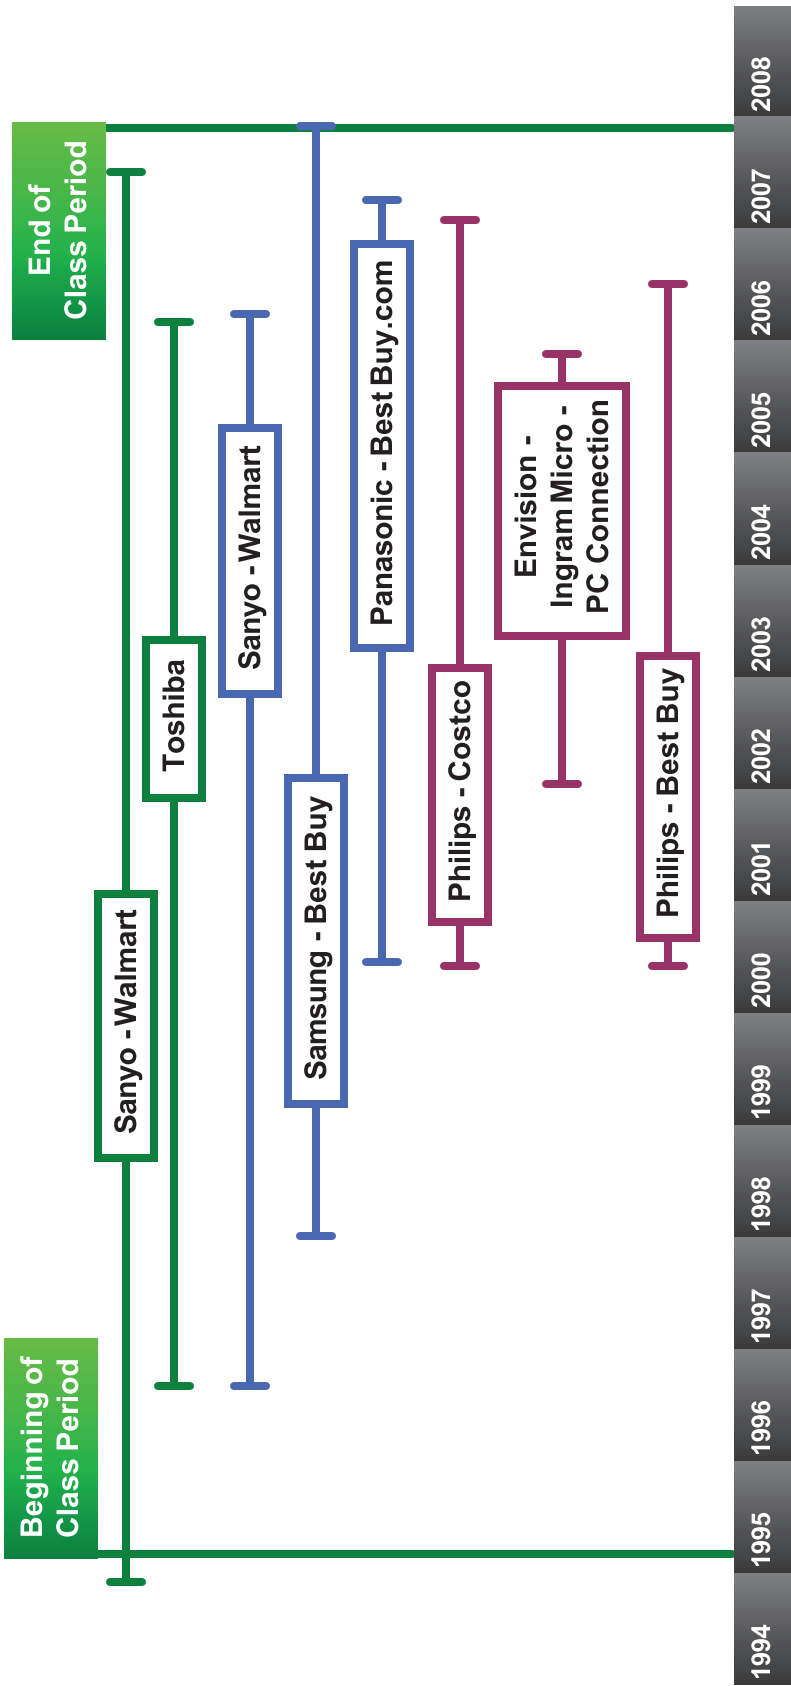 Beginning of
Class Period
End of
Class Period
Sanyo - Walmart
Toshiba
Sanyo - Walmart
Samsung - Best Buy
Panasonic - Best Buy.com
Philips - Costco
Envision -
Ingram Micro -
PC Connection
Philips - Best Buy
1994 1995 1996 1997 1998 1999 2000 2001 2002 2003 2004 2005 2006 2007 2008